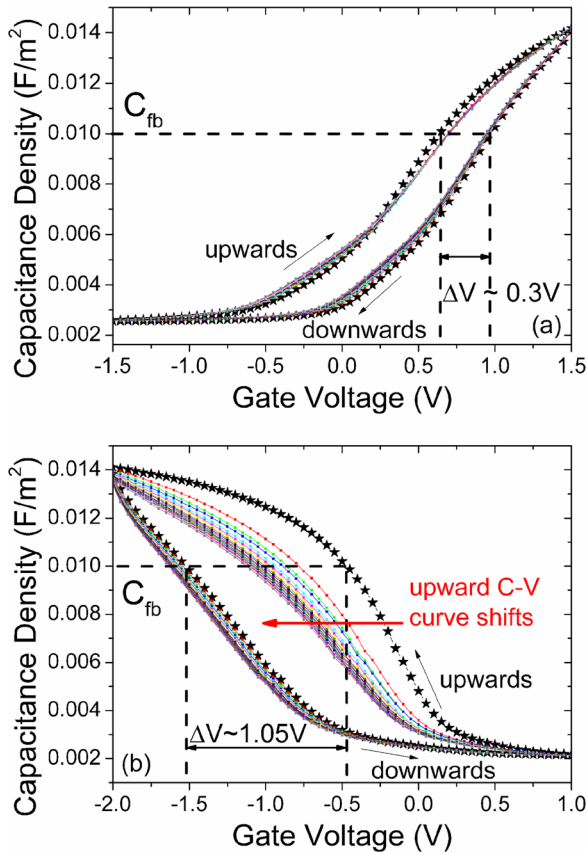 0.014
0.012
0.010
0.008
0.006
0.004
0.002
Capacitance Density (F/m²)
C_fb
upwards
downwards
ΔV ~ 0.3V
(a)
-1.5 -1.0 -0.5 0.0 0.5 1.0 1.5
Gate Voltage (V)
0.014
0.012
0.010
0.008
0.006
0.004
0.002
Capacitance Density (F/m²)
C_fb
upward C-V
curve shifts
upwards
ΔV~1.05V
(b)
downwards
-2.0 -1.5 -1.0 -0.5 0.0 0.5 1.0
Gate Voltage (V)